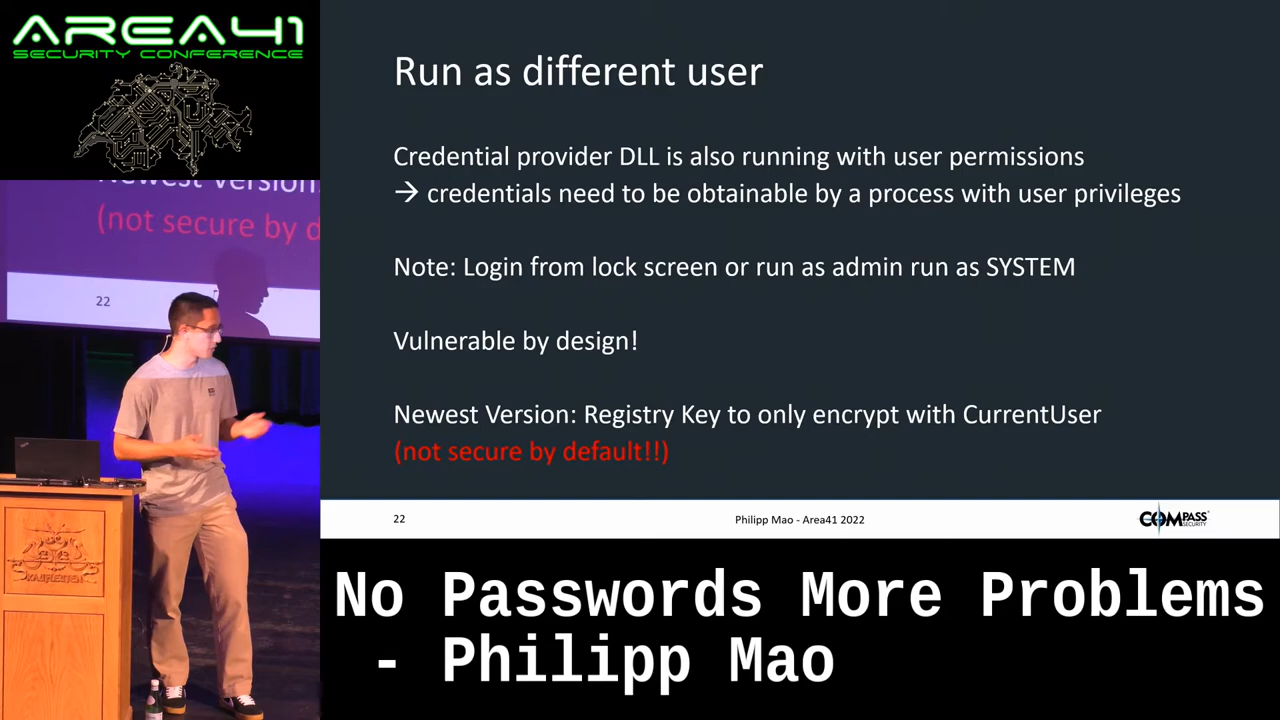 AREA41
SECURITY CONFERENCE
Newest Version:
(not secure by d
22
KAUFLEUTEN
Run as different user
Credential provider DLL is also running with user permissions
→ credentials need to be obtainable by a process with user privileges
Note: Login from lock screen or run as admin run as SYSTEM
Vulnerable by design!
Newest Version: Registry Key to only encrypt with CurrentUser
(not secure by default!!)
22
Philipp Mao - Area41 2022
COMPASS
SECURITY
No Passwords More Problems
- Philipp Mao